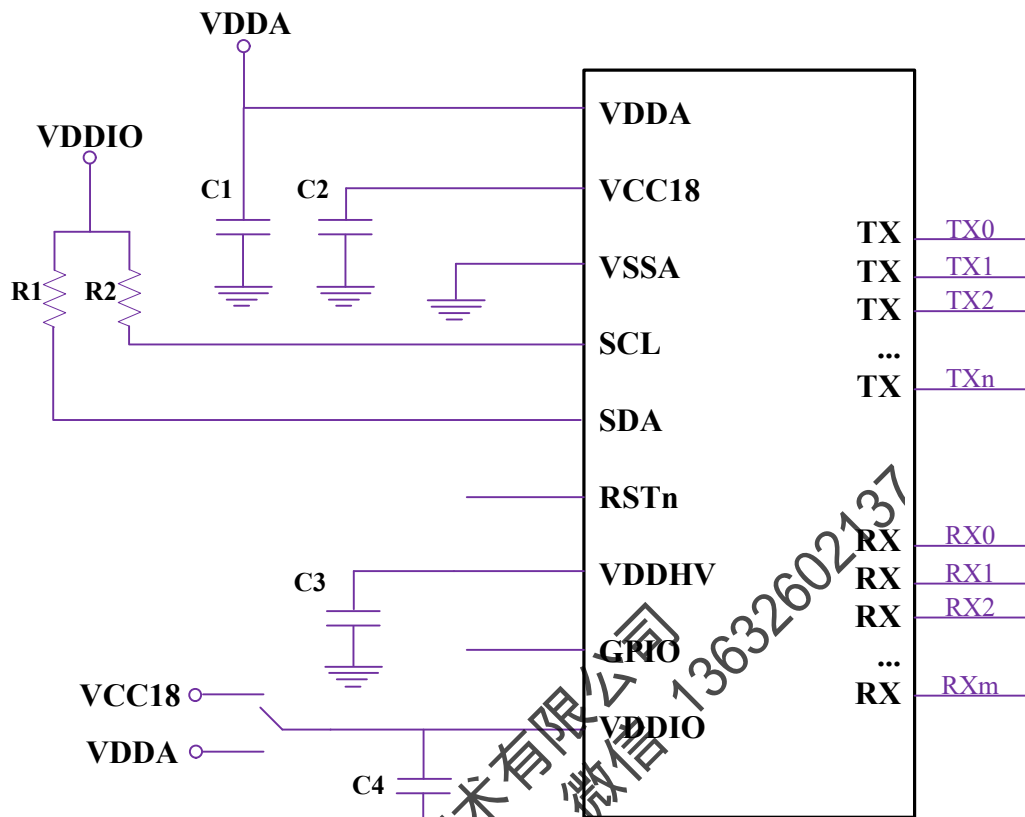 VDDA
VDDIO
C1
C2
R1
R2
VDDA
VCC18
VSSA
SCL
SDA
RSTn
VDDHV
GPIO
VDDIO
C3
VCC18
VDDA
C4
TX TX0
TX TX1
TX TX2
...
TX TXn
RX RX0
RX RX1
RX RX2
...
RX RXm
术有限公司
微信 13632602137